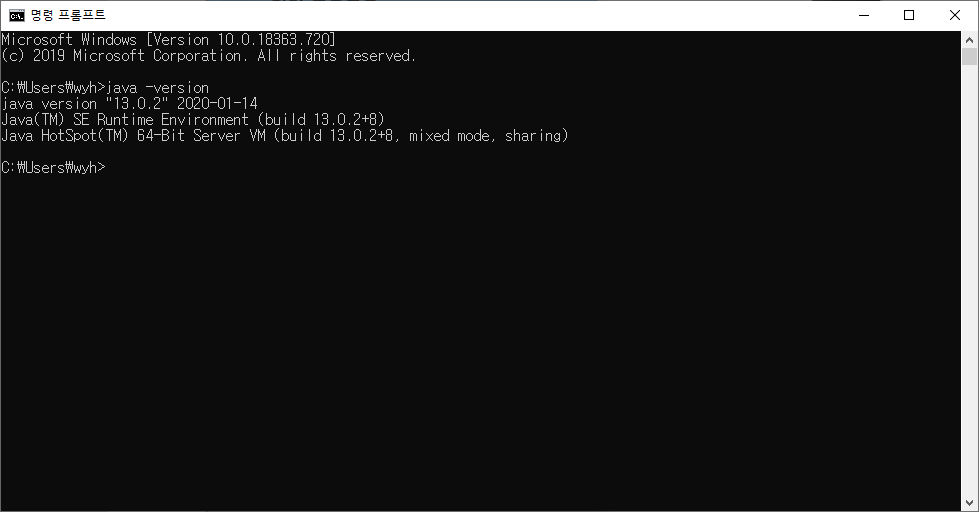 명령 프롬프트
Microsoft Windows [Version 10.0.18363.720]
(c) 2019 Microsoft Corporation. All rights reserved.
C:₩Users₩wyh>java -version
java version "13.0.2" 2020-01-14
Java(TM) SE Runtime Environment (build 13.0.2+8)
Java HotSpot(TM) 64-Bit Server VM (build 13.0.2+8, mixed mode, sharing)
C:₩Users₩wyh>